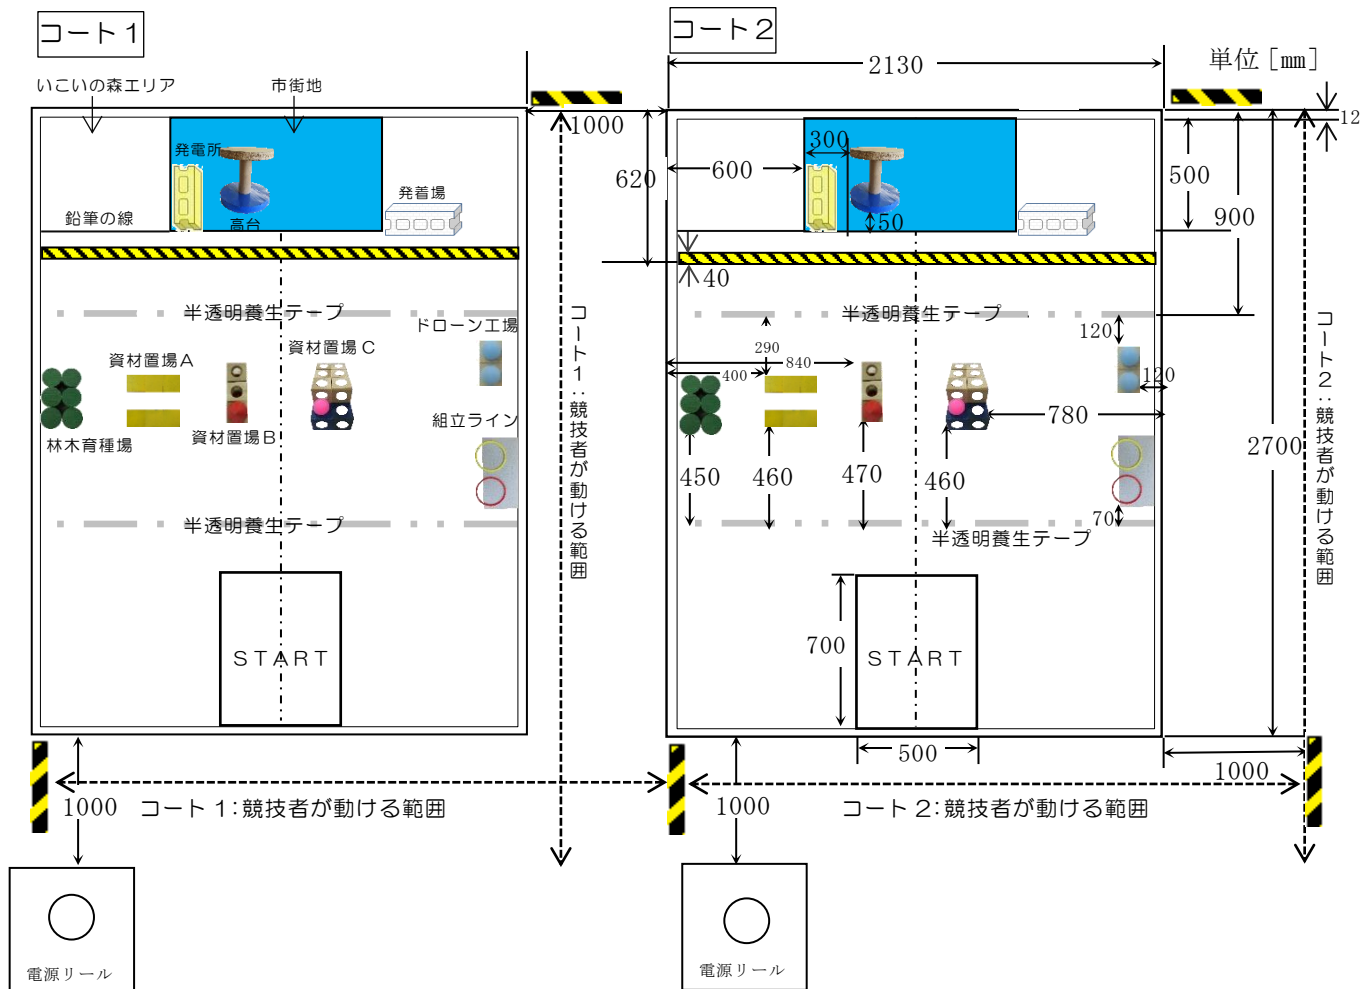 コート１
コート２
単位［mm］
2130
いこいの森エリア
市街地
1000
12
発電所
300
600
500
620
発着場
鉛筆の線
高台
50
900
40
半透明養生テープ
半透明養生テープ
ドローン工場
120
資材置場Ａ
資材置場Ｃ
290
840
400
120
組立ライン
780
資材置場Ｂ
林木育種場
2700
450
460
470
460
70
半透明養生テープ
半透明養生テープ
コート１：競技者が動ける範囲
コート２：競技者が動ける範囲
ＳＴＡＲＴ
700
ＳＴＡＲＴ
500
1000
1000
コート１：競技者が動ける範囲
1000
コート２：競技者が動ける範囲
電源リール
電源リール